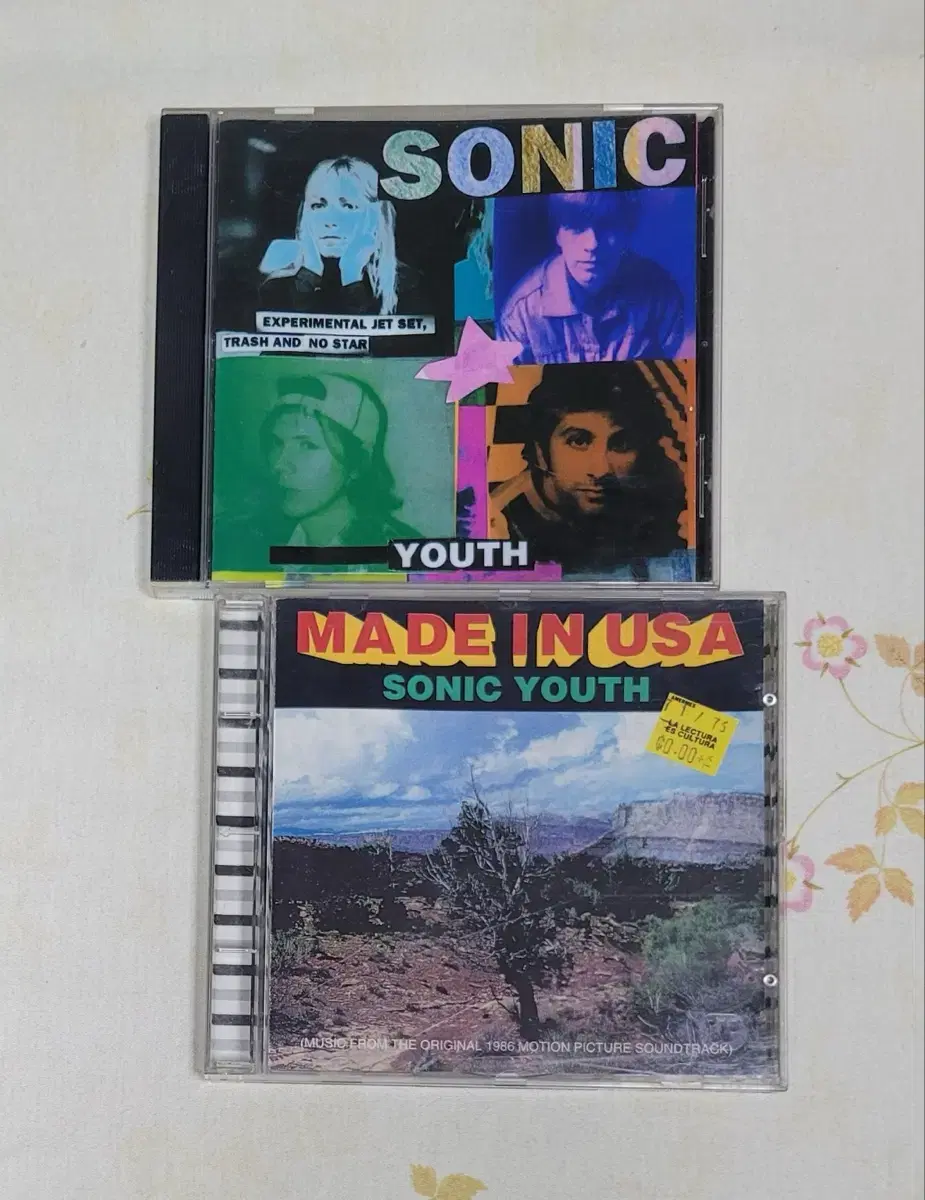 SONIC
EXPERIMENTAL JET SET,
TRASH AND NO STAR
YOUTH
MADE IN USA
SONIC YOUTH
LA LECTURA
ES CULTURA
(MUSIC FROM THE ORIGINAL 1986 MOTION PICTURE SOUNDTRACK)